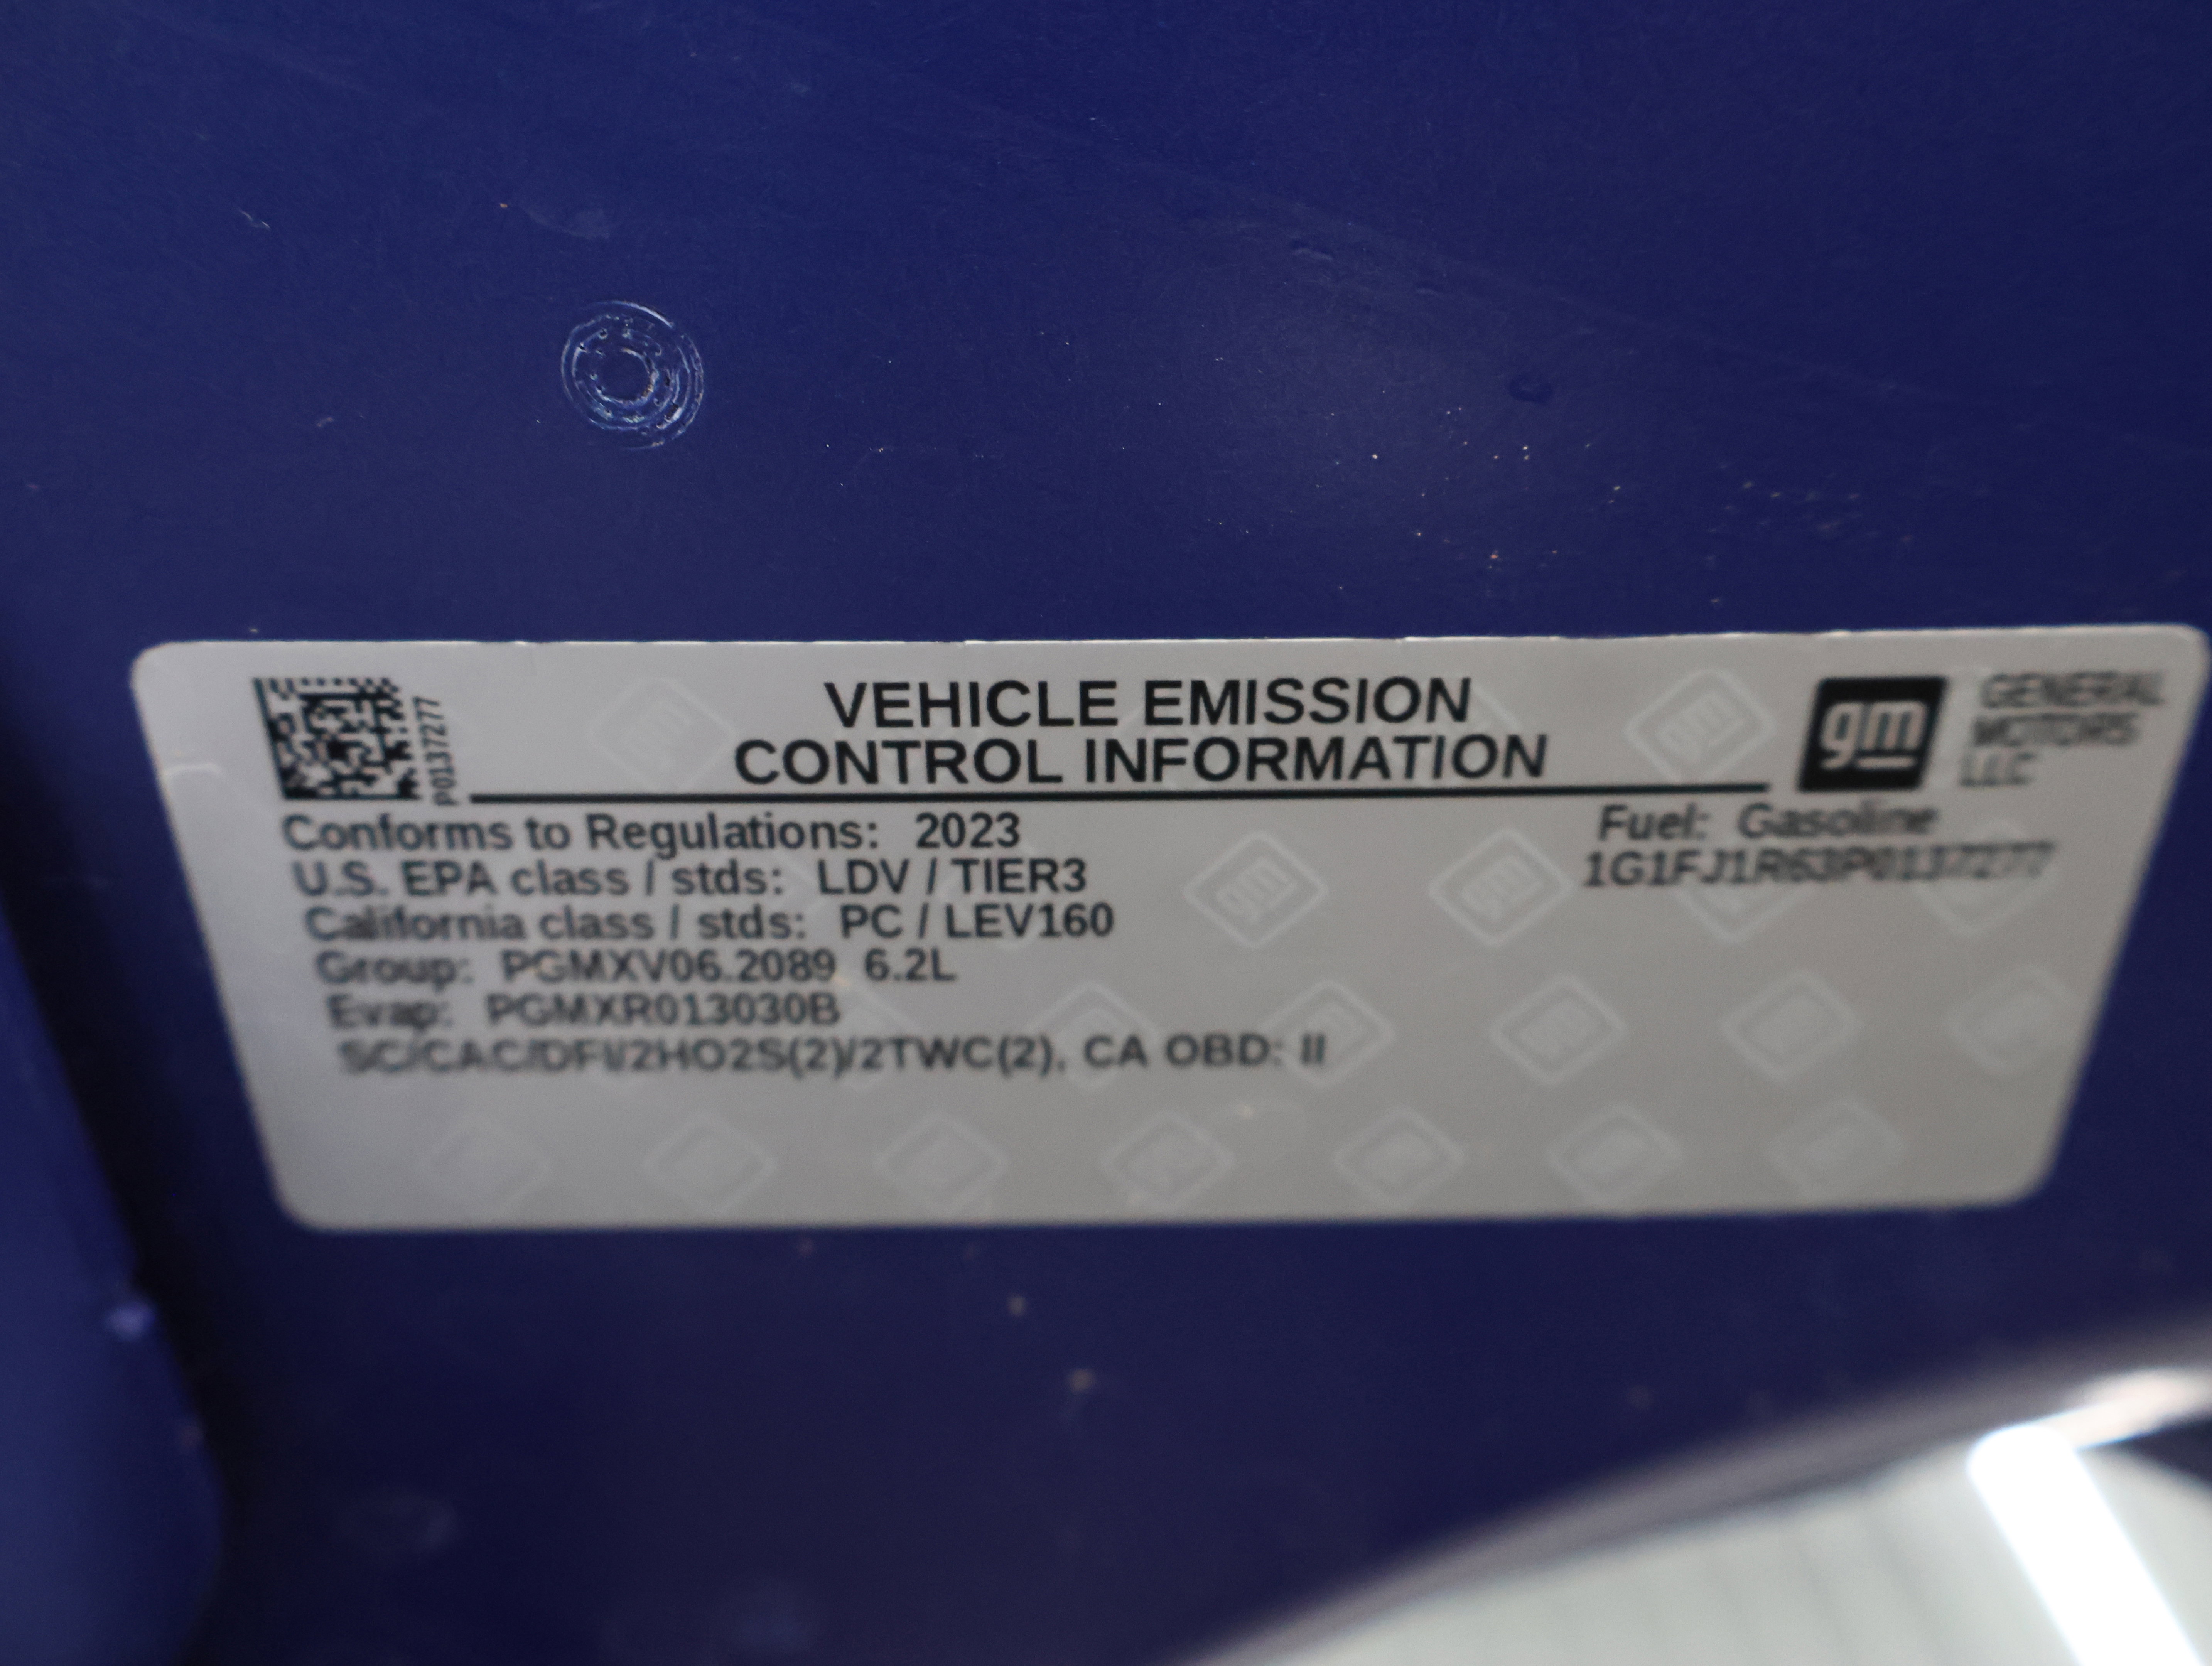 P0137277
VEHICLE EMISSION
CONTROL INFORMATION
gm
GENERAL
MOTORS
LLC
Conforms to Regulations: 2023
U.S. EPA class / stds: LDV / TIER3
California class / stds: PC / LEV160
Group: PGMXV06.2089 6.2L
Evap: PGMXR013030B
SC/CAC/DFI/2HO2S(2)/2TWC(2), CA OBD: II
Fuel: Gasoline
1G1FJ1R63P0137277